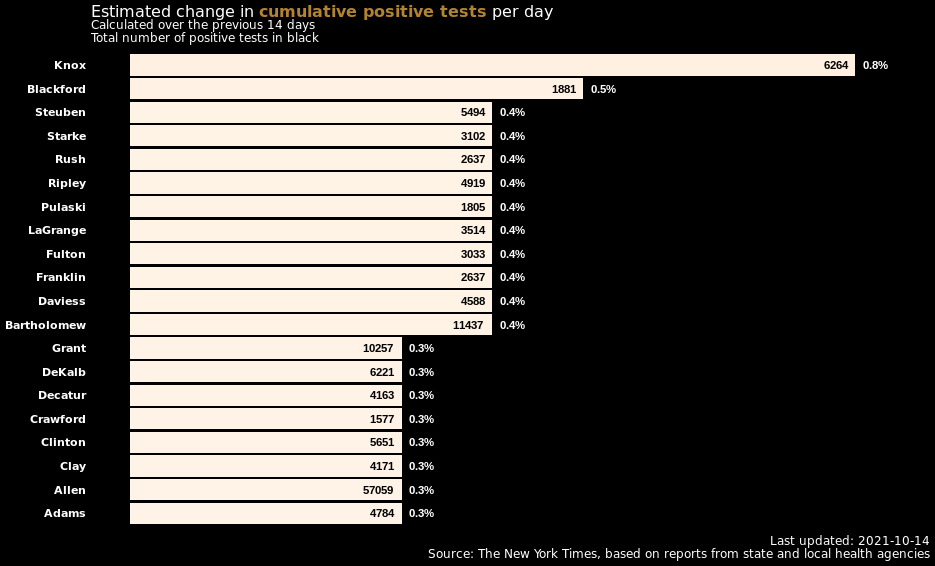 Estimated change in cumulative positive tests per day
Calculated over the previous 14 days
Total number of positive tests in black
Knox 6264 0.8%
Blackford 1881 0.5%
Steuben 5494 0.4%
Starke 3102 0.4%
Rush 2637 0.4%
Ripley 4919 0.4%
Pulaski 1805 0.4%
LaGrange 3514 0.4%
Fulton 3033 0.4%
Franklin 2637 0.4%
Daviess 4588 0.4%
Bartholomew 11437 0.4%
Grant 10257 0.3%
DeKalb 6221 0.3%
Decatur 4163 0.3%
Crawford 1577 0.3%
Clinton 5651 0.3%
Clay 4171 0.3%
Allen 57059 0.3%
Adams 4784 0.3%
Last updated: 2021-10-14
Source: The New York Times, based on reports from state and local health agencies